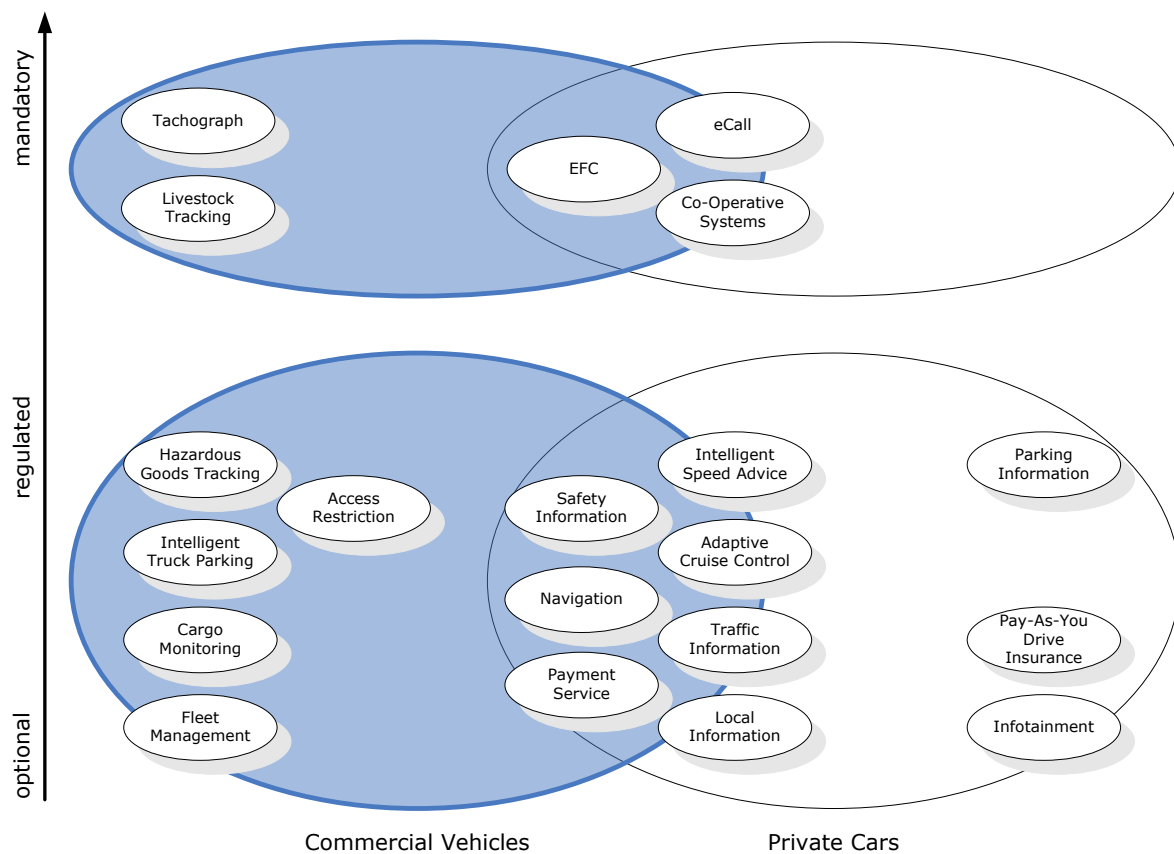 mandatory
Tachograph
eCall
EFC
Livestock
Tracking
Co-Operative
Systems
regulated
Hazardous
Goods Tracking
Intelligent
Speed Advice
Parking
Information
Access
Restriction
Safety
Information
Intelligent
Truck Parking
Adaptive
Cruise Control
Navigation
Cargo
Monitoring
Traffic
Information
Pay-As-You
Drive
Insurance
Payment
Service
optional
Fleet
Management
Local
Information
Infotainment
Commercial Vehicles
Private Cars